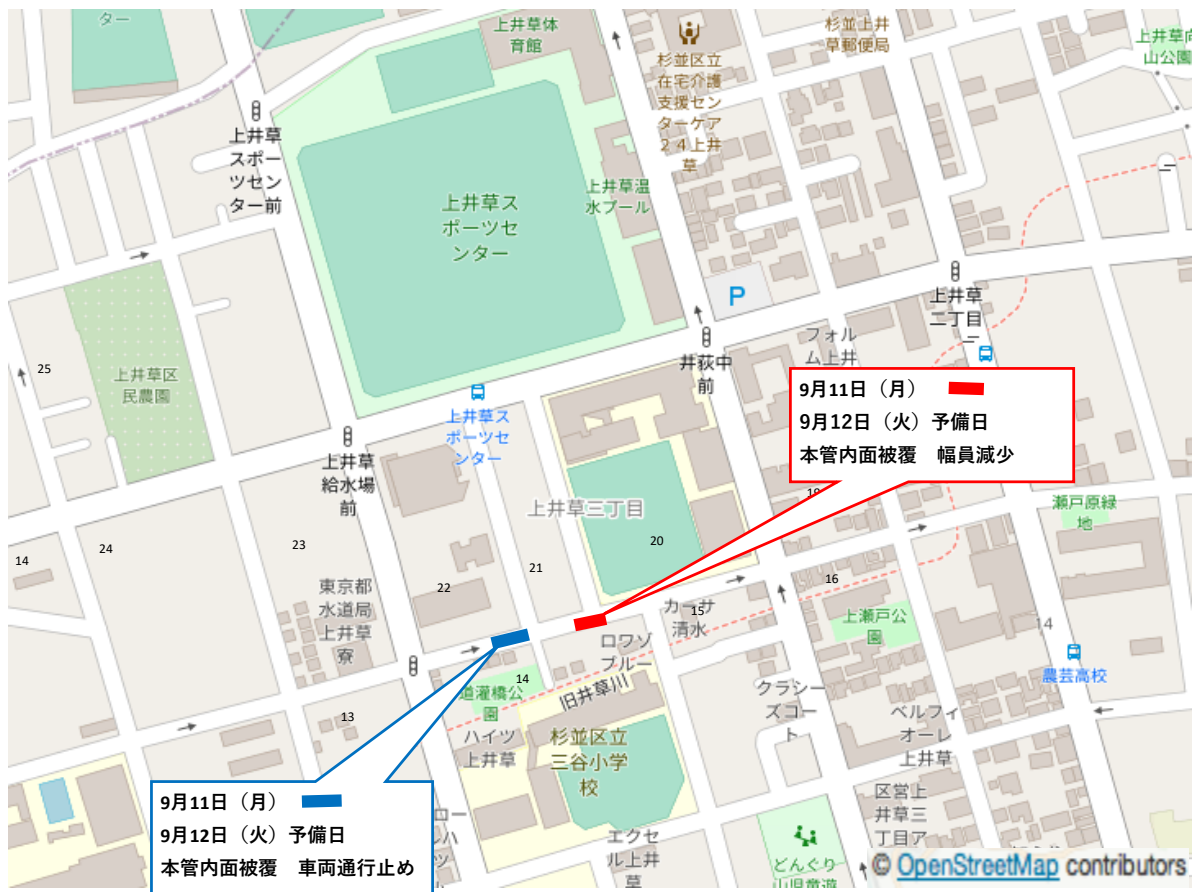 ター
上井草体
育館
杉並区立
在宅介護
支援セン
ターケア
24上井
草
杉並上井
草郵便局
上井草向
山公園
上井草
スポー
ツセン
ター前
上井草ス
ポーツセ
ンター
上井草温
水プール
P
上井草
二丁目
井荻中
前
フォル
ム上井
25
上井草区
民農園
上井草ス
ポーツセ
ンター
上井草
給水場
前
9月11日（月）
9月12日（火）予備日
本管内面被覆　幅員減少
上井草三丁目
19
瀬戸原緑
地
14
24
23
22
21
20
16
15
東京都
水道局
上井草
寮
カーサ
清水
ロワゾ
ブルー
上瀬戸公
園
14
農芸高校
道灌橋公
園
14
旧井草川
13
ハイツ
上井草
杉並区立
三谷小学
校
クラシー
ズコー
ト
ベルフィ
オーレ
上井草
9月11日（月）
9月12日（火）予備日
本管内面被覆　車両通行止め
エクセ
ル上井
草
どんぐり
山児童遊
区営上
井草三
丁目ア
© OpenStreetMap contributors